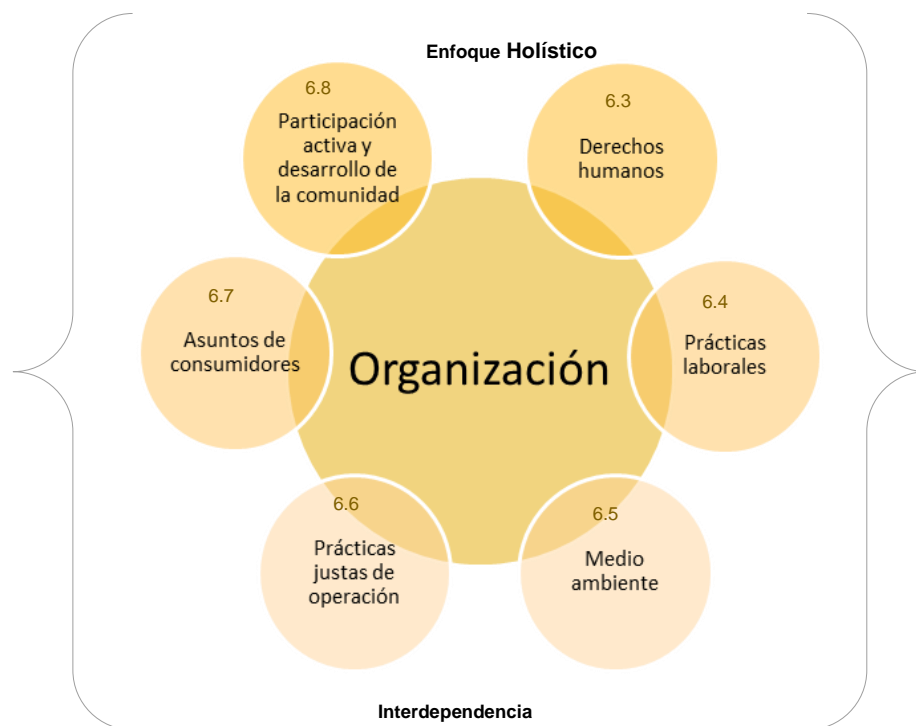 Enfoque Holístico
6.8
Participación
activa y
desarrollo de
la comunidad
6.3
Derechos
humanos
6.7
Asuntos de
consumidores
Organización
6.4
Prácticas
laborales
6.6
Prácticas
justas de
operación
6.5
Medio
ambiente
Interdependencia